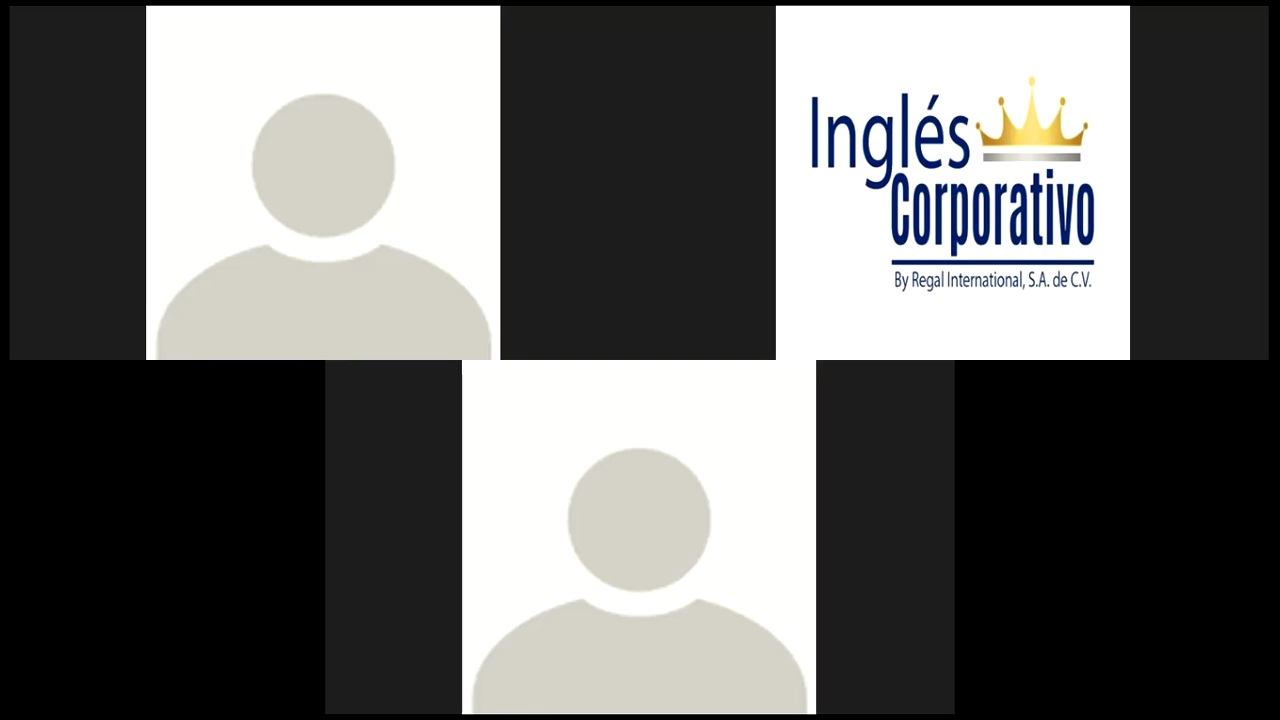 Inglés
Corporativo
By Regal International, S.A. de C.V.